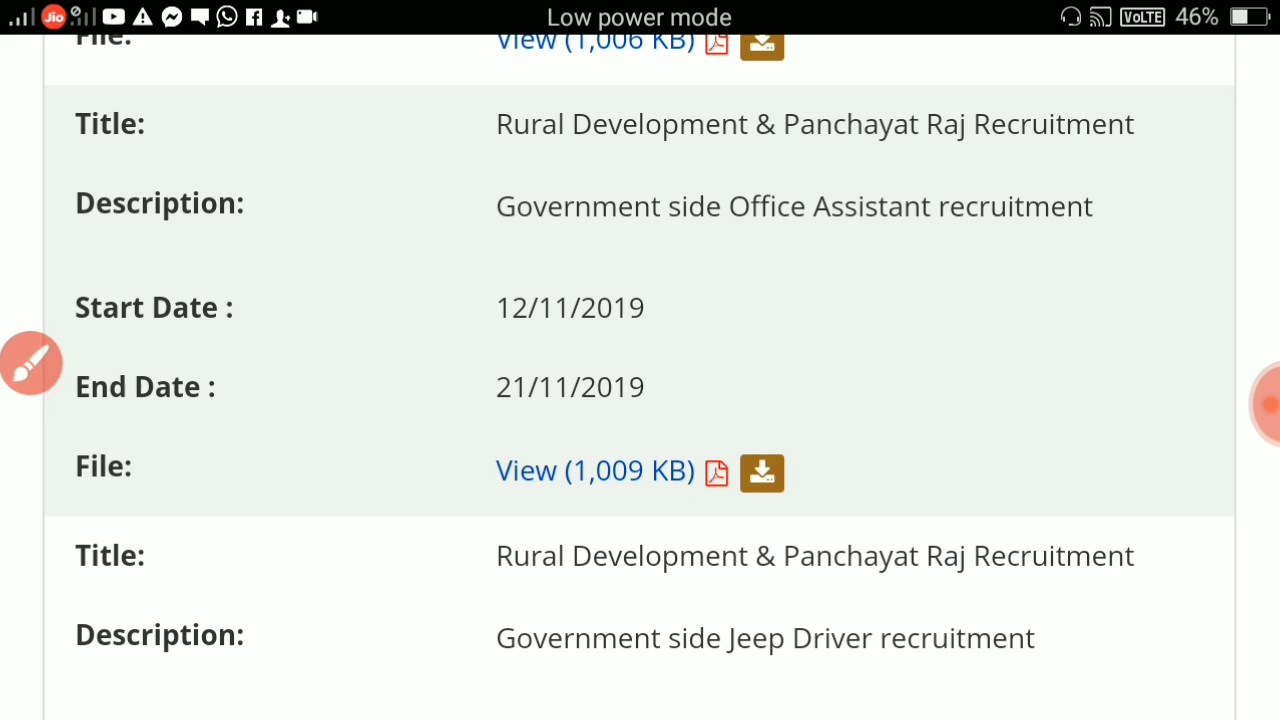 Jio Low power mode VoLTE 46%
File: View (1,006 KB)
Title: Rural Development & Panchayat Raj Recruitment
Description: Government side Office Assistant recruitment
Start Date : 12/11/2019
End Date : 21/11/2019
File: View (1,009 KB)
Title: Rural Development & Panchayat Raj Recruitment
Description: Government side Jeep Driver recruitment